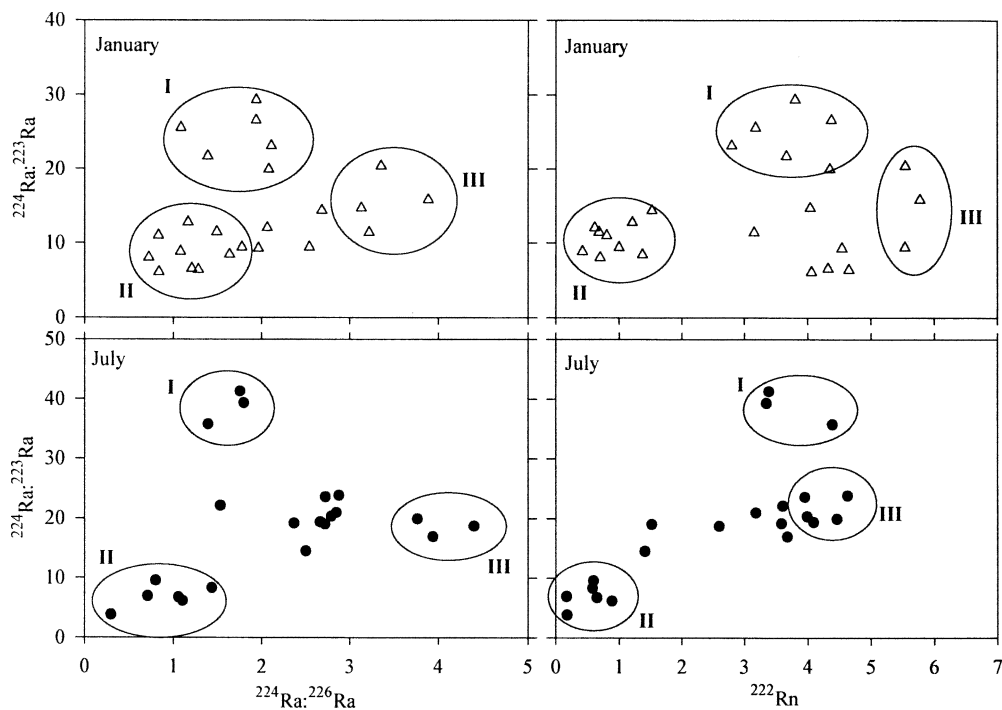 40
30
20
10
0
²²⁴Ra:²²³Ra
January
I
II
III
January
I
II
III
50
40
30
20
10
0
²²⁴Ra:²²³Ra
July
I
II
III
July
I
II
III
0 1 2 3 4 5
²²⁴Ra:²²⁶Ra
0 1 2 3 4 5 6 7
²²²Rn